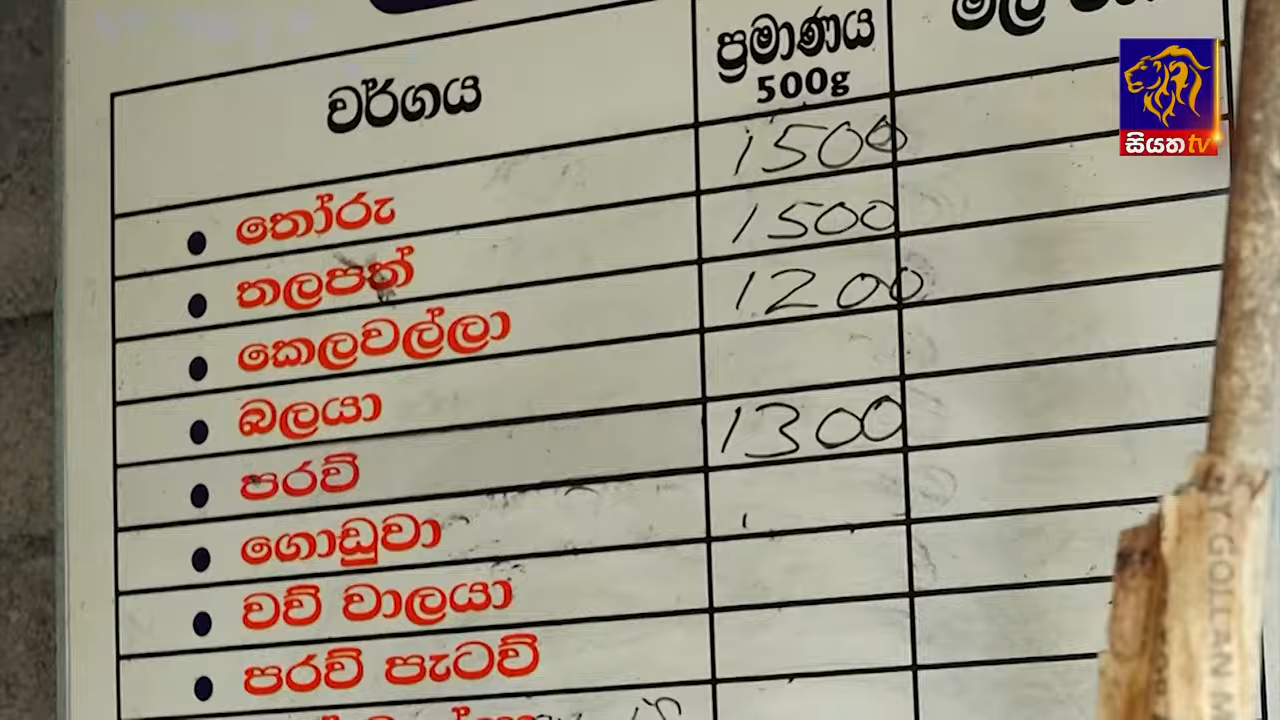 වර්ගය
ප්‍රමාණය
500g
සියත tv
තෝරු 1500
තලපත් 1500
කෙලවල්ලා 1200
බලයා
පරව් 1300
ගොඩුවා
වව් වාලයා
පරව් පැටව්